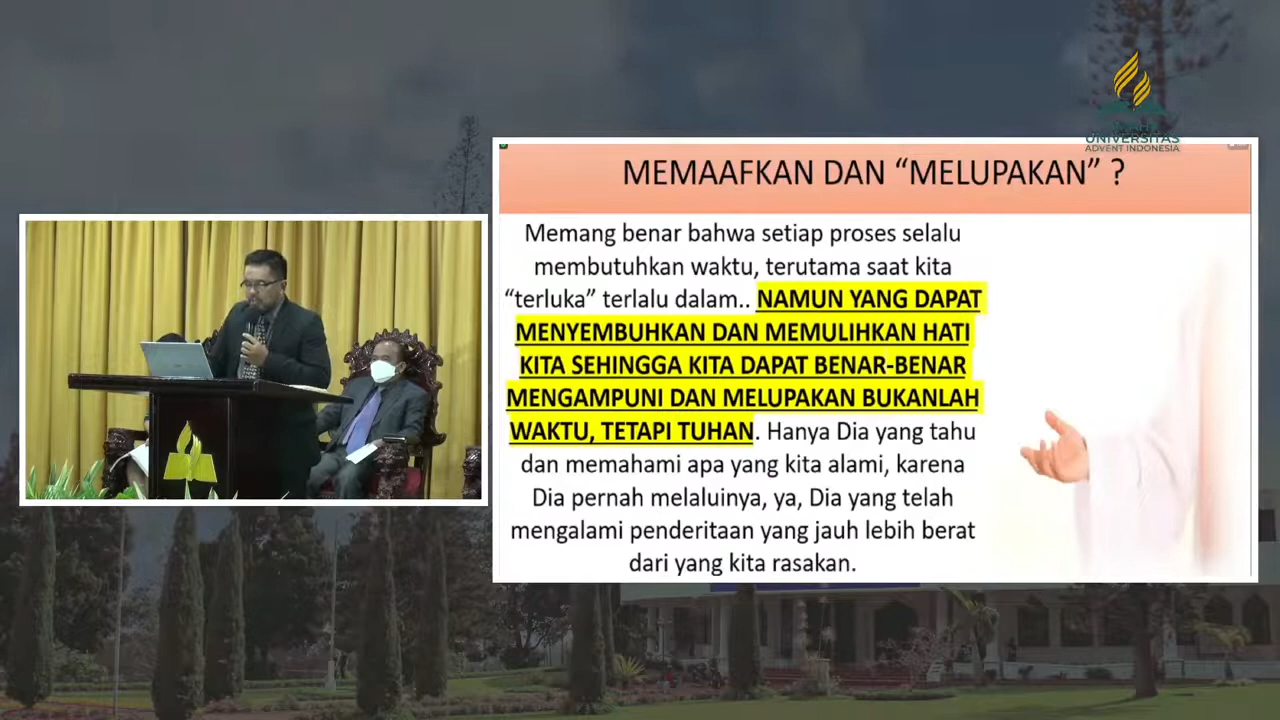 UNIVERSITAS
ADVENT INDONESIA
MEMAAFKAN DAN “MELUPAKAN” ?
Memang benar bahwa setiap proses selalu
membutuhkan waktu, terutama saat kita
“terluka” terlalu dalam.. NAMUN YANG DAPAT
MENYEMBUHKAN DAN MEMULIHKAN HATI
KITA SEHINGGA KITA DAPAT BENAR-BENAR
MENGAMPUNI DAN MELUPAKAN BUKANLAH
WAKTU, TETAPI TUHAN. Hanya Dia yang tahu
dan memahami apa yang kita alami, karena
Dia pernah melaluinya, ya, Dia yang telah
mengalami penderitaan yang jauh lebih berat
dari yang kita rasakan.